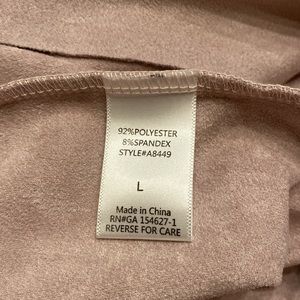 92%POLYESTER
8%SPANDEX
STYLE#A8449
L
Made in China
RN#GA 154627-1
REVERSE FOR CARE